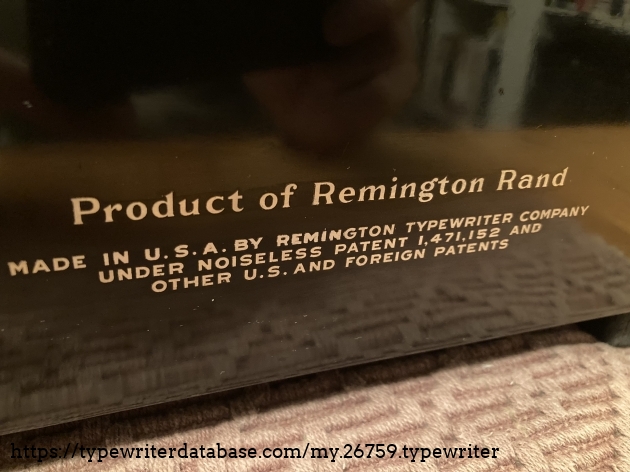 Product of Remington Rand
MADE IN U.S.A. BY REMINGTON TYPEWRITER COMPANY
UNDER NOISELESS PATENT 1,471,152 AND
OTHER U.S. AND FOREIGN PATENTS
https://typewriterdatabase.com/my.26759.typewriter